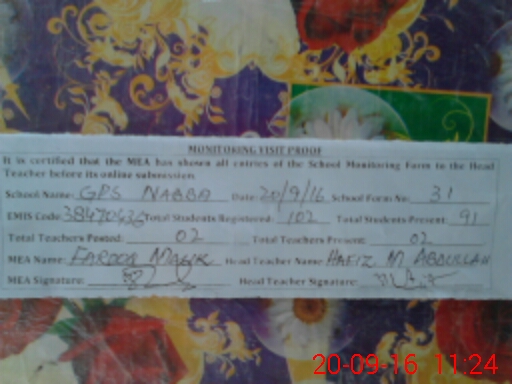 MONITORING VISIT PROOF
It is certified that the MEA has shown all entries of the School Monitoring Form to the Head
Teacher before its online submission
School Name: GPS NABBA Date: 20/9/16 School Form No: 31
EMIS Code: 38470436 Total Students Registered: 102 Total Students Present: 91
Total Teachers Posted: 02 Total Teachers Present: 02
MEA Name: FAROOQ MALIK Head Teacher Name: HAFIZ M ABDULLAH
MEA Signature: Head Teacher Signature:
20-09-16 11:24